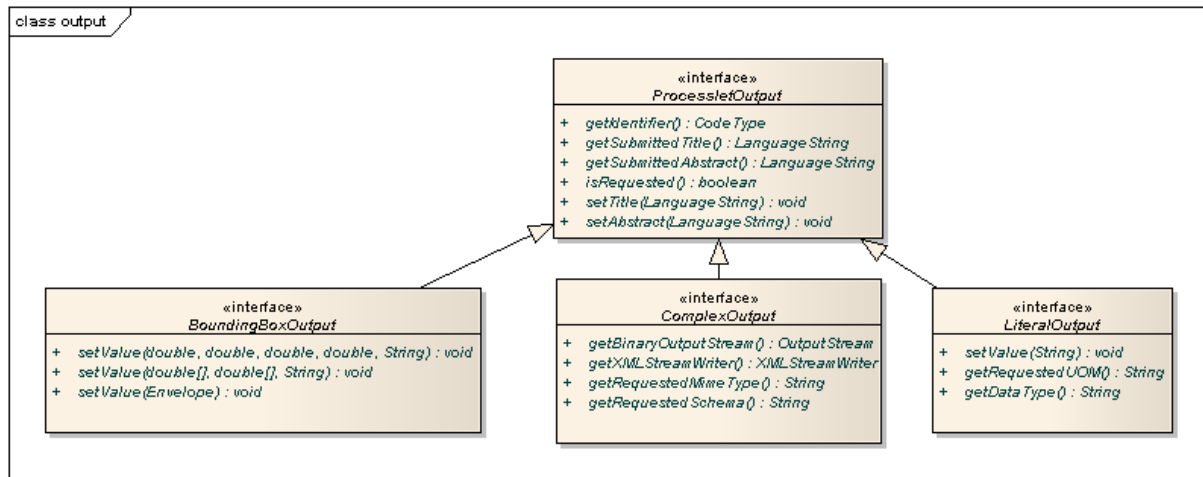 class output
«interface»
ProcessletOutput
+ getIdentifier() : CodeType
+ getSubmittedTitle() : LanguageString
+ getSubmittedAbstract() : LanguageString
+ isRequested() : boolean
+ setTitle(LanguageString) : void
+ setAbstract(LanguageString) : void
«interface»
BoundingBoxOutput
+ setValue(double, double, double, double, String) : void
+ setValue(double[], double[], String) : void
+ setValue(Envelope) : void
«interface»
ComplexOutput
+ getBinaryOutputStream() : OutputStream
+ getXMLStreamWriter() : XMLStreamWriter
+ getRequestedMimeType() : String
+ getRequestedSchema() : String
«interface»
LiteralOutput
+ setValue(String) : void
+ getRequestedUOM() : String
+ getDataType() : String